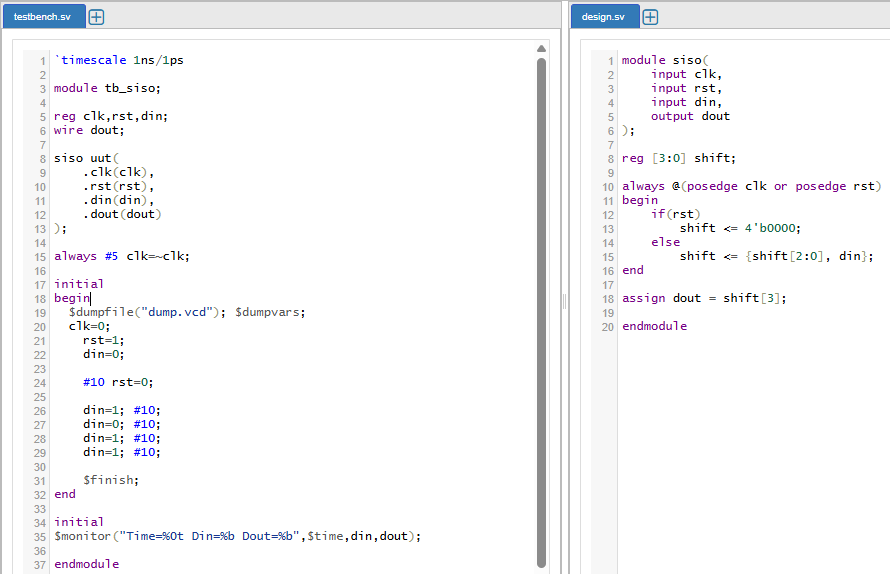 testbench.sv
1 `timescale 1ns/1ps
2
3 module tb_siso;
4
5 reg clk,rst,din;
6 wire dout;
7
8 siso uut(
9     .clk(clk),
10     .rst(rst),
11     .din(din),
12     .dout(dout)
13 );
14
15 always #5 clk=~clk;
16
17 initial
18 begin
19   $dumpfile("dump.vcd"); $dumpvars;
20   clk=0;
21     rst=1;
22     din=0;
23
24     #10 rst=0;
25
26     din=1; #10;
27     din=0; #10;
28     din=1; #10;
29     din=1; #10;
30
31     $finish;
32 end
33
34 initial
35 $monitor("Time=%0t Din=%b Dout=%b",$time,din,dout);
36
37 endmodule
design.sv
1 module siso(
2     input clk,
3     input rst,
4     input din,
5     output dout
6 );
7
8 reg [3:0] shift;
9
10 always @(posedge clk or posedge rst)
11 begin
12     if(rst)
13         shift <= 4'b0000;
14     else
15         shift <= {shift[2:0], din};
16 end
17
18 assign dout = shift[3];
19
20 endmodule